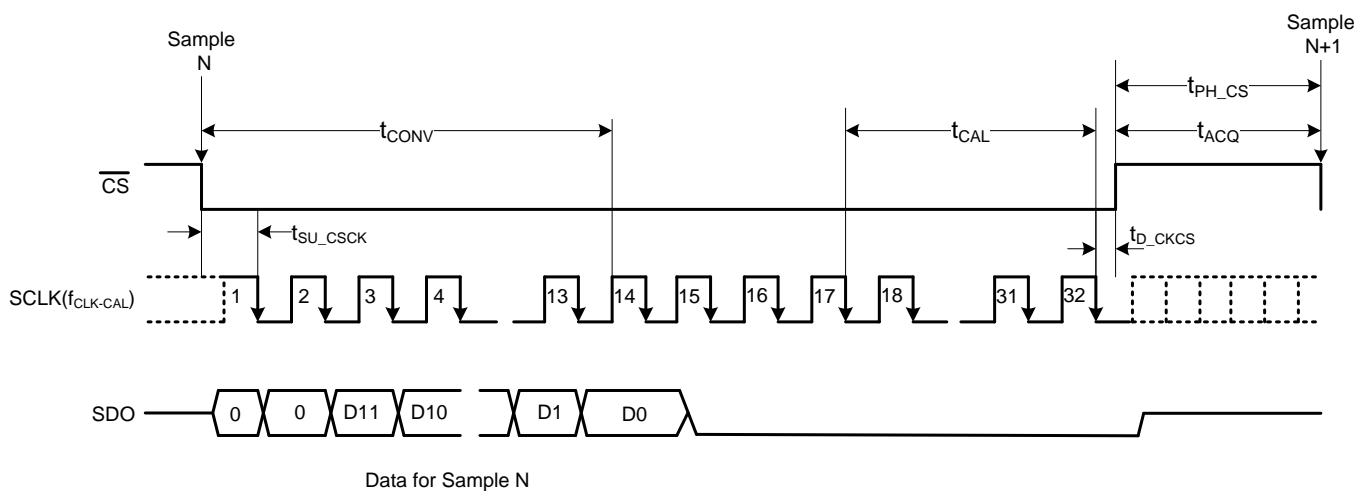 Sample
N
Sample
N+1
tPH_CS
tCONV
tCAL
tACQ
CS
tSU_CSCK
tD_CKCS
SCLK(fCLK-CAL)
1 2 3 4 13 14 15 16 17 18 31 32
SDO
0 0 D11 D10 D1 D0
Data for Sample N